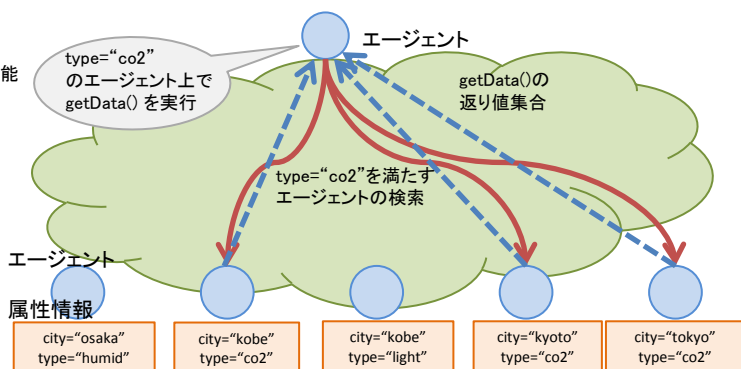 エージェント
能
type=“co2”
のエージェント上で
getData() を実行
getData()の
返り値集合
type=“co2”を満たす
エージェントの検索
エージェント
属性情報
city=“osaka”
type=“humid”
city=“kobe”
type=“co2”
city=“kobe”
type=“light”
city=“kyoto”
type=“co2”
city=“tokyo”
type=“co2”